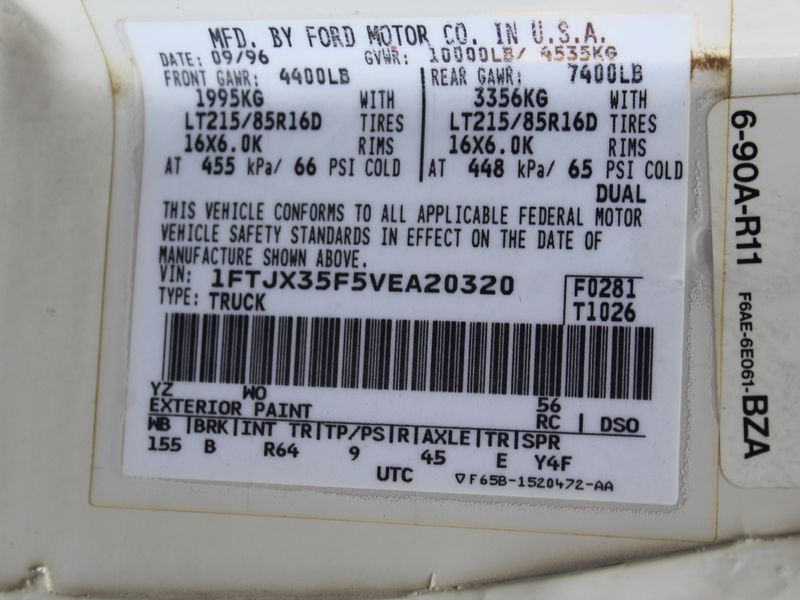 MFD. BY FORD MOTOR CO. IN U.S.A.
DATE: 09/96 GVWR: 10000LB/ 4535KG
FRONT GAWR: 4400LB REAR GAWR: 7400LB
1995KG WITH 3356KG WITH
LT215/85R16D TIRES LT215/85R16D TIRES
16X6.0K RIMS 16X6.0K RIMS
AT 455 kPa/ 66 PSI COLD AT 448 kPa/ 65 PSI COLD
DUAL
THIS VEHICLE CONFORMS TO ALL APPLICABLE FEDERAL MOTOR
VEHICLE SAFETY STANDARDS IN EFFECT ON THE DATE OF
MANUFACTURE SHOWN ABOVE.
VIN: 1FTJX35F5VEA20320 F0281
TYPE: TRUCK T1026
YZ WO 56
EXTERIOR PAINT RC DSO
WB BRK INT TR TP/PS R AXLE TR SPR
155 B R64 9 45 E Y4F
UTC ▽F65B-1520472-AA
6-90A-R11
F6AE-6E061-BZA